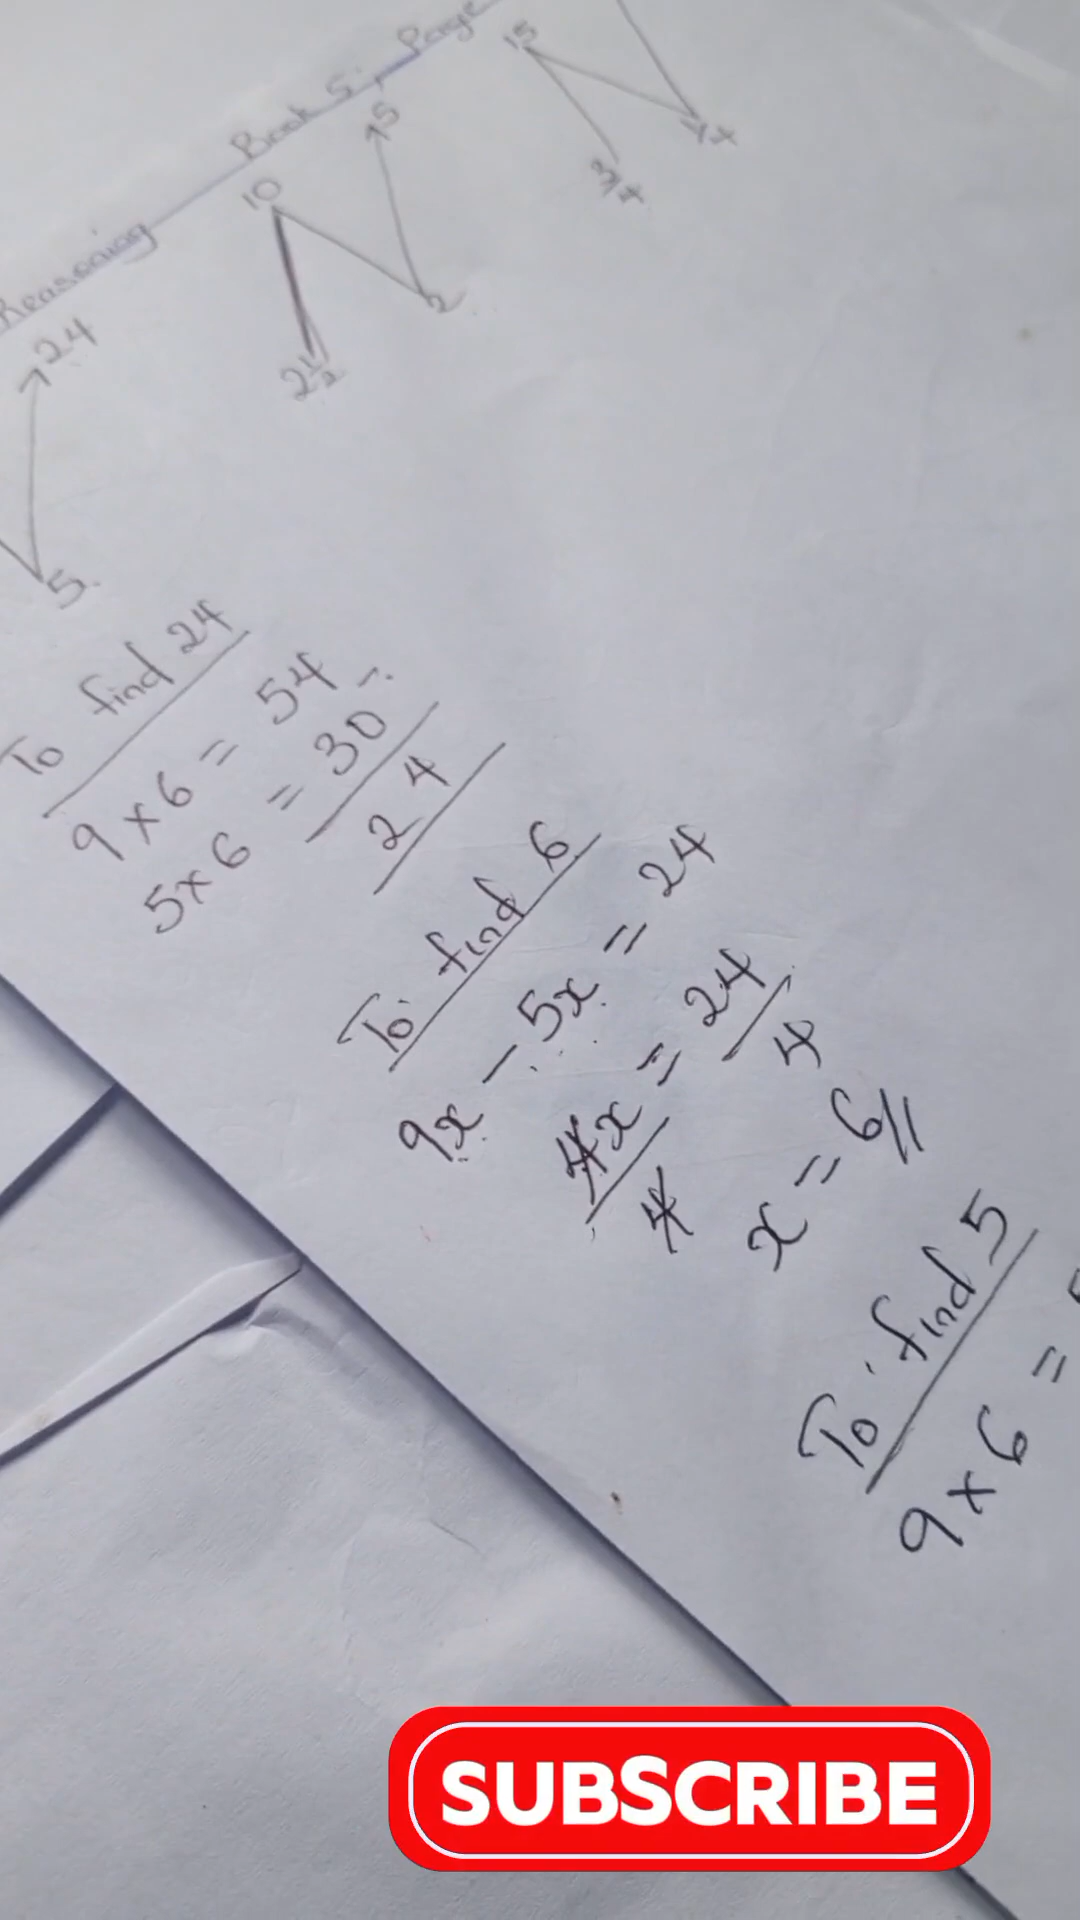 Reasoning Book 5: Page
24
5
10
15
2½
2
15
To find 24
9 x 6 = 54
5 x 6 = 30
24
To find 6
9x - 5x = 24
4x/4 = 24/4
x = 6
To find 5
9 x 6 =
SUBSCRIBE